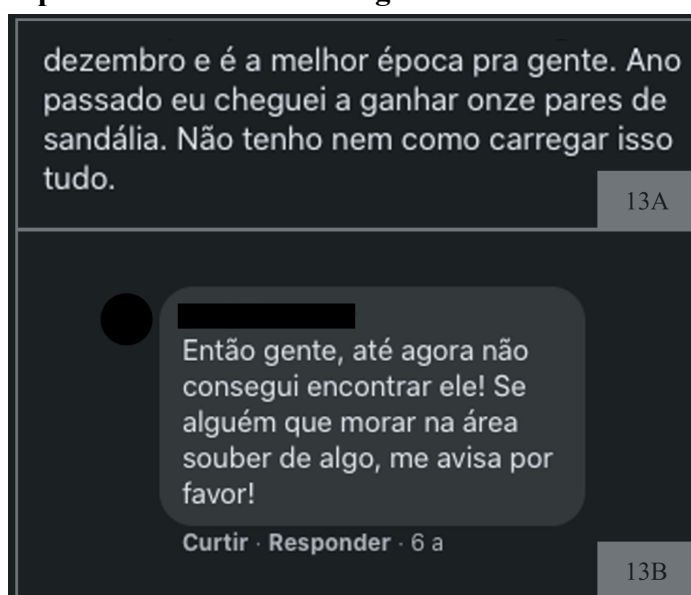 dezembro e é a melhor época pra gente. Ano
passado eu cheguei a ganhar onze pares de
sandália. Não tenho nem como carregar isso
tudo.
13A
Então gente, até agora não
consegui encontrar ele! Se
alguém que morar na área
souber de algo, me avisa por
favor!
Curtir · Responder · 6 a
13B